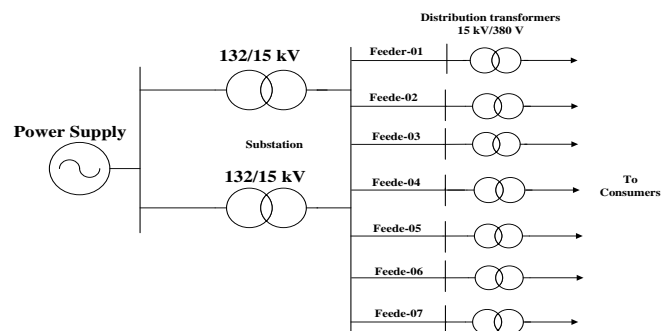 Distribution transformers
15 kV/380 V
132/15 kV
Feeder-01
Feede-02
Power Supply
Substation
Feede-03
132/15 kV
Feede-04
To
Consumers
Feede-05
Feede-06
Feede-07